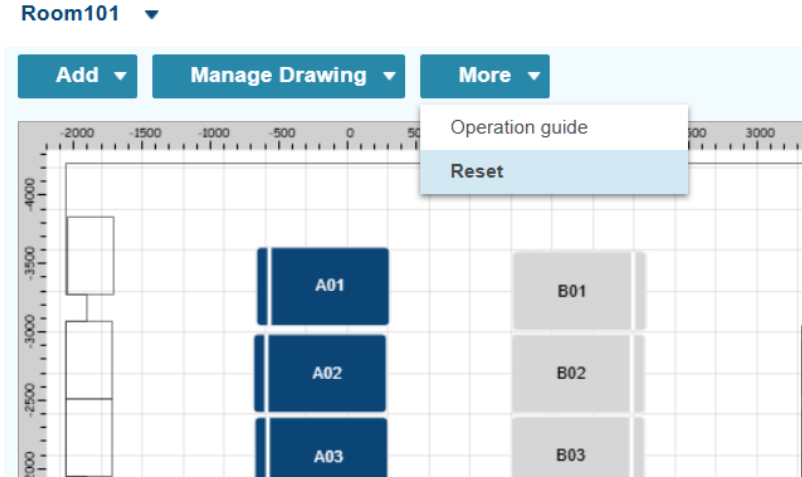 Room101
Add
Manage Drawing
More
Operation guide
Reset
-2000 -1500 -1000 -500 0 3000
-4000
-3500
-3000
-2500
A01
B01
A02
B02
A03
B03